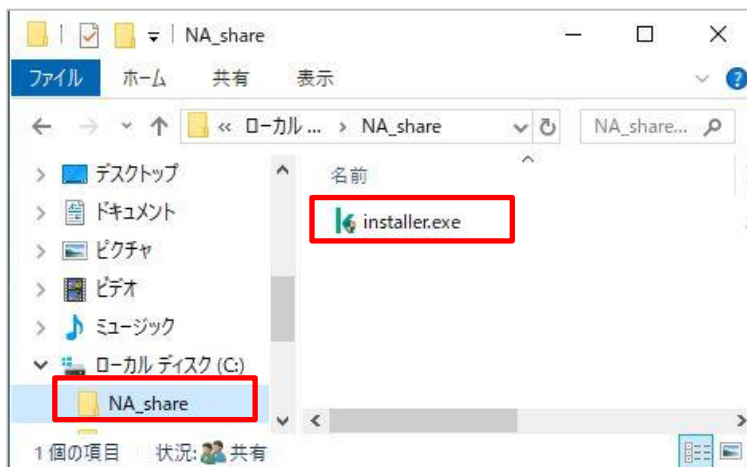 NA_share
ファイル ホーム 共有 表示
« ローカル ... › NA_share
NA_share...
デスクトップ
ドキュメント
ピクチャ
ビデオ
ミュージック
ローカル ディスク (C:)
NA_share
名前
installer.exe
1 個の項目 状況: 共有